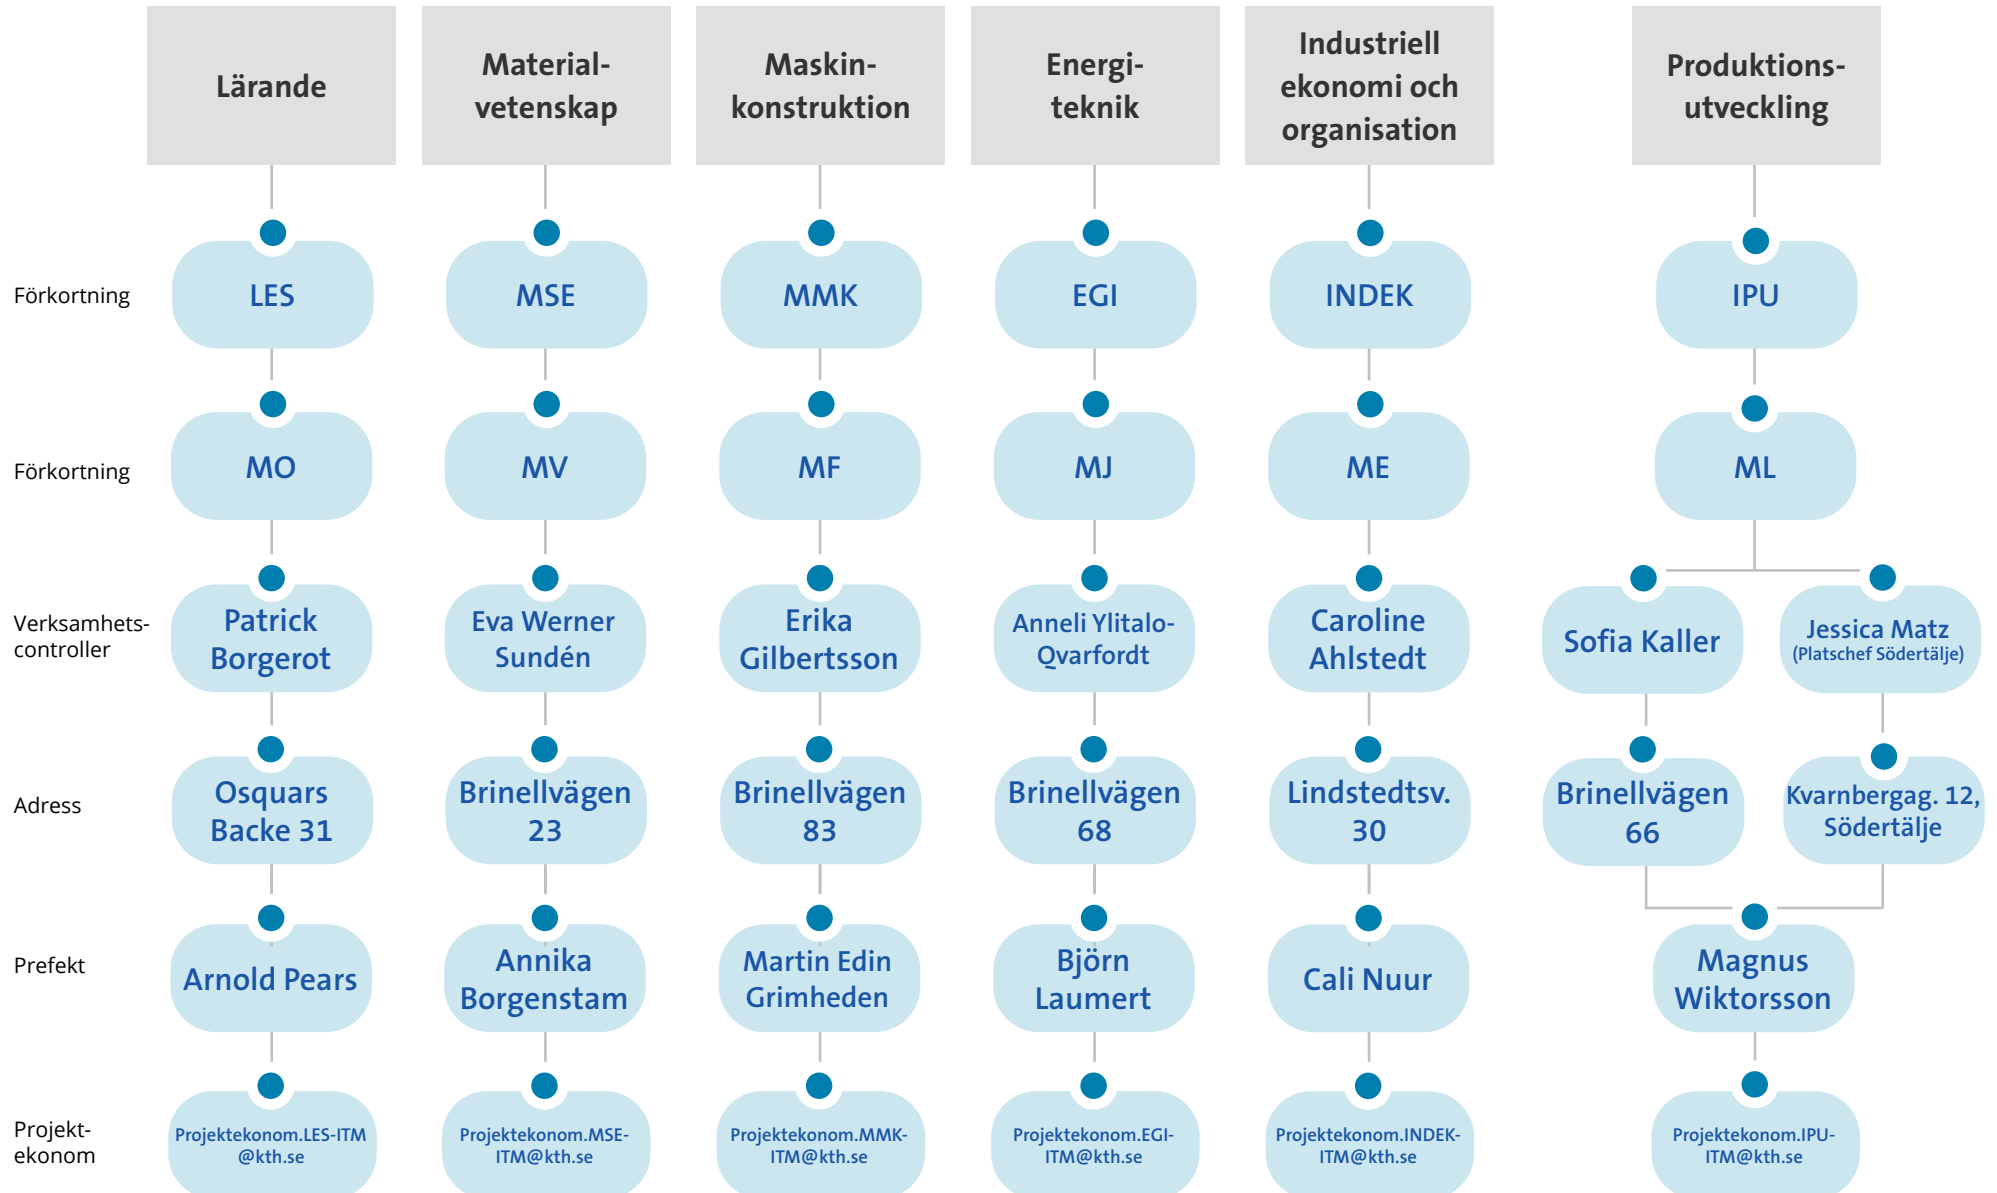 Lärande
Material-
vetenskap
Maskin-
konstruktion
Energi-
teknik
Industriell
ekonomi och
organisation
Produktions-
utveckling
Förkortning
LES
MSE
MMK
EGI
INDEK
IPU
Förkortning
MO
MV
MF
MJ
ME
ML
Verksamhets-
controller
Patrick
Borgerot
Eva Werner
Sundén
Erika
Gilbertsson
Anneli Ylitalo-
Qvarfordt
Caroline
Ahlstedt
Sofia Kaller
Jessica Matz
(Platschef Södertälje)
Adress
Osquars
Backe 31
Brinellvägen
23
Brinellvägen
83
Brinellvägen
68
Lindstedtsv.
30
Brinellvägen
66
Kvarnbergag. 12,
Södertälje
Prefekt
Arnold Pears
Annika
Borgenstam
Martin Edin
Grimheden
Björn
Laumert
Cali Nuur
Magnus
Wiktorsson
Projekt-
ekonom
Projektekonom.LES-ITM
@kth.se
Projektekonom.MSE-
ITM@kth.se
Projektekonom.MMK-
ITM@kth.se
Projektekonom.EGI-
ITM@kth.se
Projektekonom.INDEK-
ITM@kth.se
Projektekonom.IPU-
ITM@kth.se